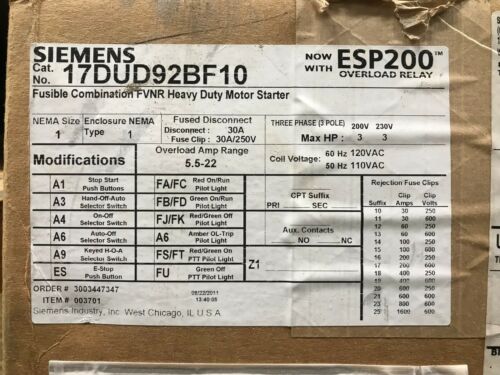 SIEMENS
Cat.
No. 17DUD92BF10
NOW
WITH ESP200™
OVERLOAD RELAY
Fusible Combination FVNR Heavy Duty Motor Starter
NEMA Size
1
Enclosure NEMA
Type 1
Fused Disconnect
Disconnect : 30A
Fuse Clip : 30A/250V
THREE PHASE (3 POLE) 200V 230V
Max HP : 3 3
Modifications
Overload Amp Range
5.5-22
Coil Voltage: 60 Hz 120VAC
50 Hz 110VAC
A1 Stop Start
Push Buttons
A3 Hand-Off-Auto
Selector Switch
A4 On-Off
Selector Switch
A6 Auto-Off
Selector Switch
A9 Keyed H-O-A
Selector Switch
ES E-Stop
Push Button
FA/FC Red On/Run
Pilot Light
FB/FD Green On/Run
Pilot Light
FJ/FK Red/Green Off
Pilot Light
A6 Amber OL-Trip
Pilot Light
FS/FT Red/Green On
PTT Pilot Light
FU Green Off
PTT Pilot Light
CPT Suffix
PRI SEC
Aux. Contacts
NO NC
Z1
Rejection Fuse Clips
Suffix Clip
Amps Clip
Volts
10 30 250
11 30 600
12 60 250
13 60 600
14 100 250
15 100 600
16 200 250
17 200 600
18 400 250
19 400 600
20 600 250
21 600 600
23 800 600
24 1200 600
25 1600 600
ORDER # 3003447347
ITEM # 003701
08/22/2011
13:40:05
Siemens Industry, Inc. West Chicago, IL U.S.A